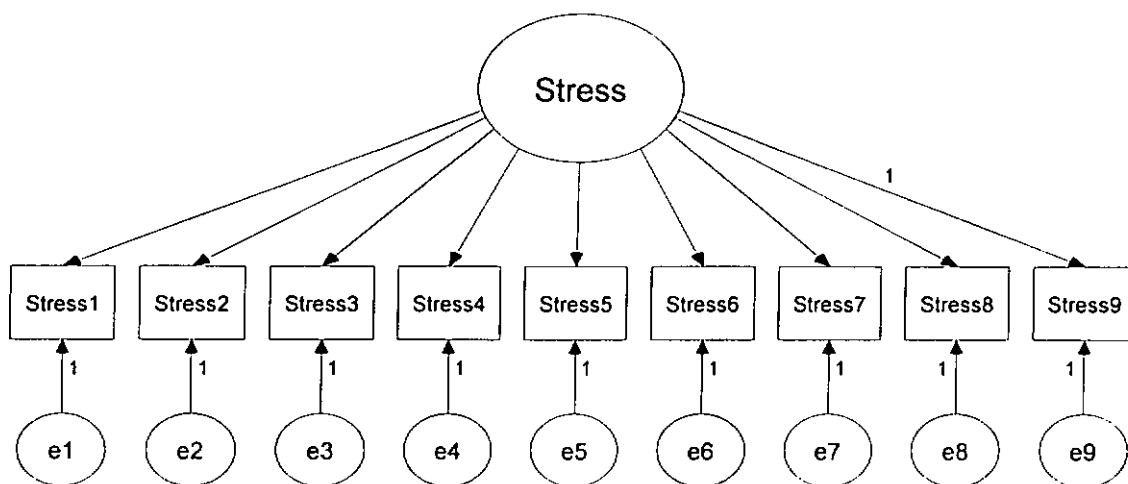 Stress
1
Stress1 Stress2 Stress3 Stress4 Stress5 Stress6 Stress7 Stress8 Stress9
1 1 1 1 1 1 1 1 1
e1 e2 e3 e4 e5 e6 e7 e8 e9